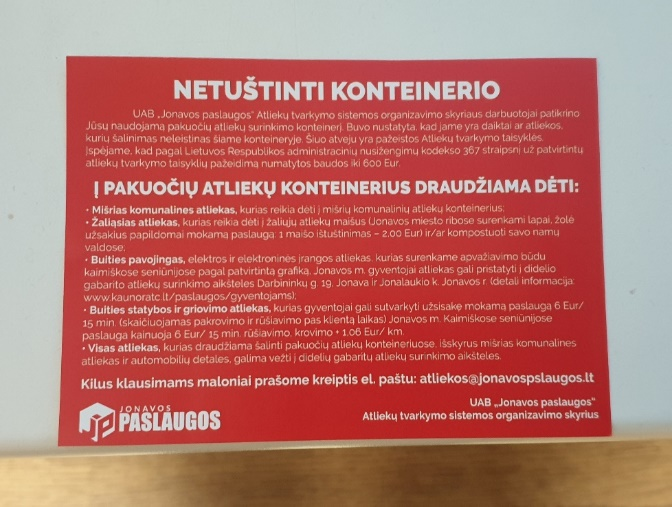 NETUŠTINTI KONTEINERIO
UAB „Jonavos paslaugos“ Atliekų tvarkymo sistemos organizavimo skyriaus darbuotojai patikrino
Jūsų naudojamą pakuočių atliekų surinkimo konteinerį. Buvo nustatyta, kad jame yra daiktai ar atliekos,
kurių šalinimas neleistinas šiame konteineryje. Šiuo atveju yra pažeistos Atliekų tvarkymo taisyklės.
Įspėjame, kad pagal Lietuvos Respublikos administracinių nusižengimų kodekso 367 straipsnį už patvirtintų
atliekų tvarkymo taisyklių pažeidimą numatytos baudos iki 600 Eur.
Į PAKUOČIŲ ATLIEKŲ KONTEINERIUS DRAUDŽIAMA DĖTI:
• Mišrias komunalines atliekas, kurias reikia dėti į mišrių komunalinių atliekų konteinerius;
• Žaliąsias atliekas, kurias reikia dėti į žaliųjų atliekų maišus (Jonavos miesto ribose surenkami lapai, žolė
užsakius papildomai mokamą paslaugą: 1 maišo ištuštinimas – 2,00 Eur) ir/ar kompostuoti savo namų
valdose;
• Buities pavojingas, elektros ir elektroninės įrangos atliekas, kurias surenkame apvažiavimo būdu
kaimiškose seniūnijose pagal patvirtintą grafiką. Jonavos m. gyventojai atliekas gali pristatyti į didelio
gabarito atliekų surinkimo aikšteles Darbininkų g. 19, Jonava ir Jonalaukio k. Jonavos r. (detali informacija:
www.kaunoratc.lt/paslaugos/gyventojams);
• Buities statybos ir griovimo atliekas, kurias gyventojai gali sutvarkyti užsisakę mokamą paslaugą 6 Eur/
15 min. (skaičiuojamas pakrovimo ir rūšiavimo pas klientą laikas) Jonavos m. Kaimiškose seniūnijose
paslauga kainuoja 6 Eur/ 15 min. rūšiavimo, krovimo + 1,06 Eur/ km.
• Visas atliekas, kurias draudžiama šalinti pakuočių atliekų konteineriuose, išskyrus mišrias komunalines
atliekas ir automobilių detales, galima vežti į didelių gabaritų atliekų surinkimo aikšteles.
Kilus klausimams maloniai prašome kreiptis el. paštu: atliekos@jonavospslaugos.lt
UAB „Jonavos paslaugos“
Atliekų tvarkymo sistemos organizavimo skyrius
JONAVOS
PASLAUGOS